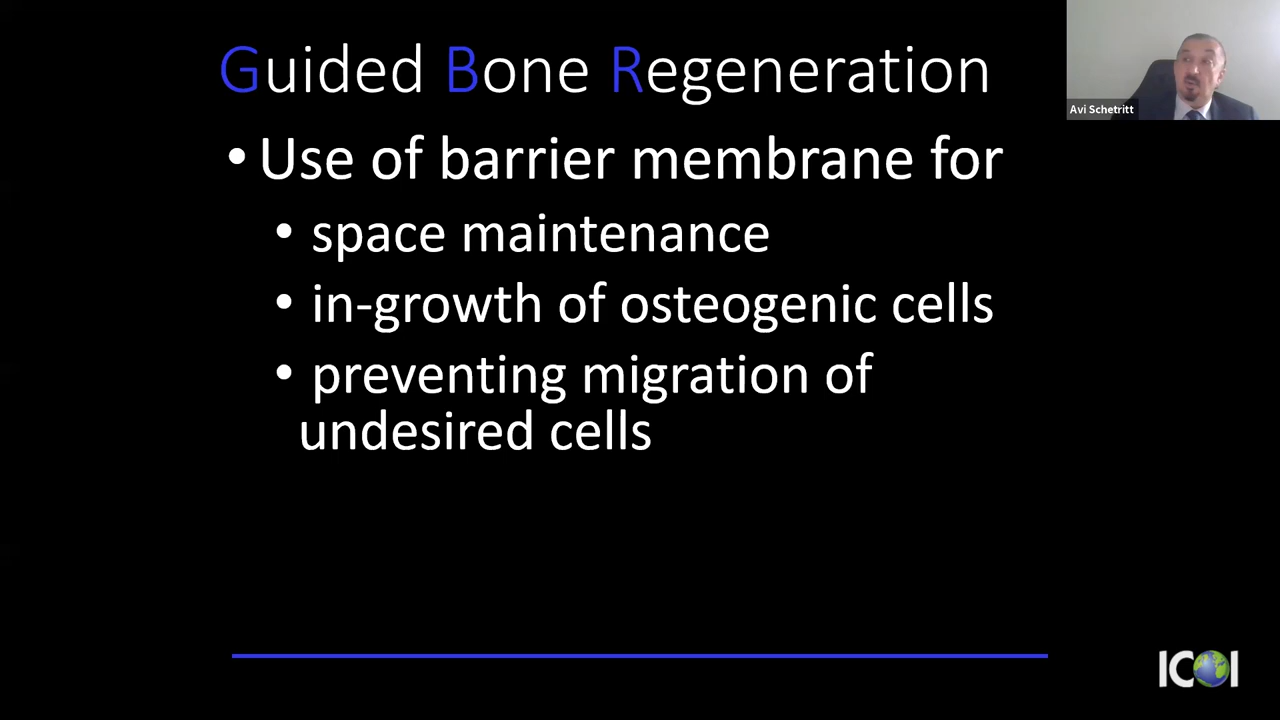 Guided Bone Regeneration
Avi Schetritt
• Use of barrier membrane for
• space maintenance
• in-growth of osteogenic cells
• preventing migration of
undesired cells
ICOI